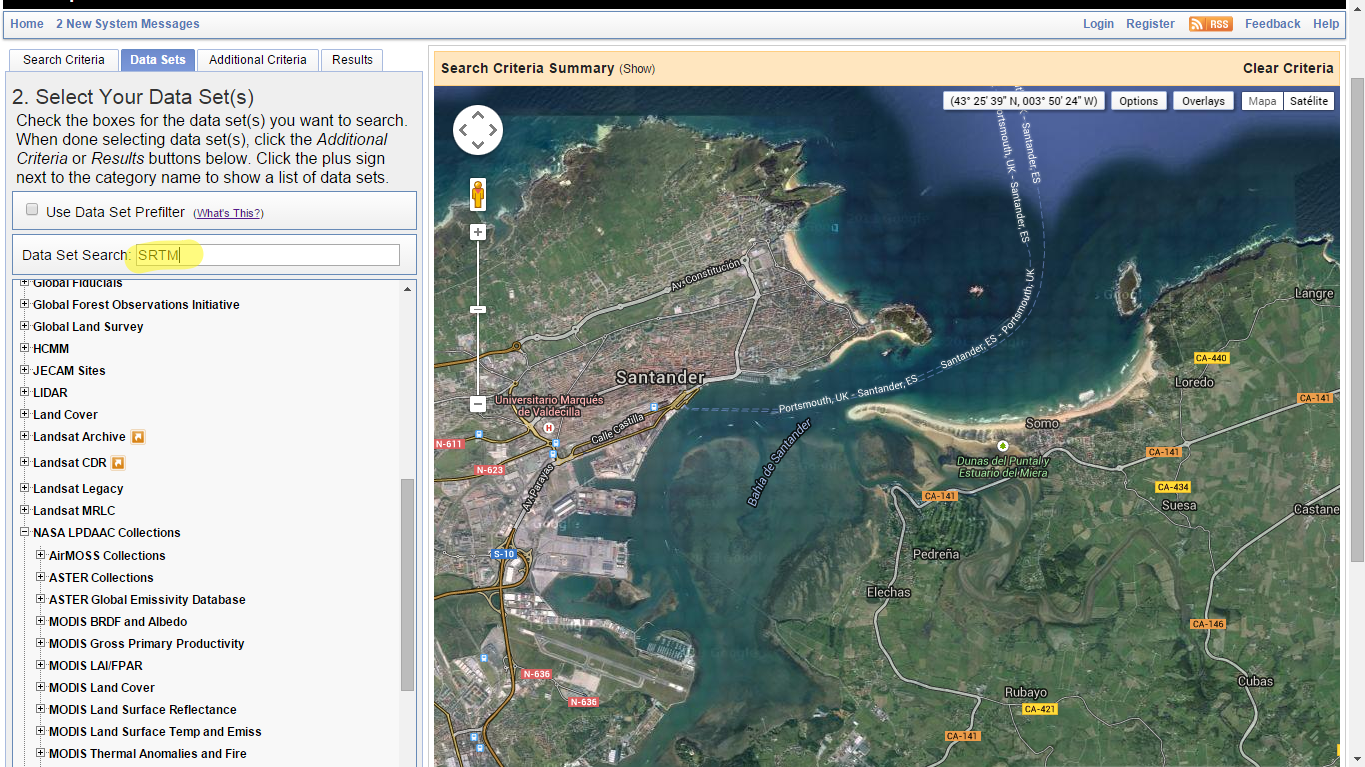 Home 2 New System Messages
Login Register RSS Feedback Help
Search Criteria Data Sets Additional Criteria Results
2. Select Your Data Set(s)
Check the boxes for the data set(s) you want to search.
When done selecting data set(s), click the Additional
Criteria or Results buttons below. Click the plus sign
next to the category name to show a list of data sets.
Use Data Set Prefilter (What's This?)
Data Set Search: SRTM
Global Fiducials
Global Forest Observations Initiative
Global Land Survey
HCMM
JECAM Sites
LIDAR
Land Cover
Landsat Archive
Landsat CDR
Landsat Legacy
Landsat MRLC
NASA LPDAAC Collections
AirMOSS Collections
ASTER Collections
ASTER Global Emissivity Database
MODIS BRDF and Albedo
MODIS Gross Primary Productivity
MODIS LAI/FPAR
MODIS Land Cover
MODIS Land Surface Reflectance
MODIS Land Surface Temp and Emiss
MODIS Thermal Anomalies and Fire
Search Criteria Summary (Show)
Clear Criteria
(43° 25' 39" N, 003° 50' 24" W)
Options
Overlays
Mapa
Satélite
Portsmouth, UK - Santander, ES
Portsmouth, UK - Santander, ES
Santander, ES - Portsmouth, UK
Portsmouth, UK - Santander, ES
Av. Constitución
Langre
CA-440
Loredo
CA-141
Santander
Universitario Marqués
de Valdecilla
H
Calle Castilla
N-611
N-623
Av. Parayas
Bahía de Santander
Somo
CA-141
Dunas del Puntal y
Estuario del Miera
CA-434
CA-141
Suesa
Castane
S-10
Pedreña
Elechas
CA-146
N-636
N-636
Cubas
Rubayo
CA-421
CA-141